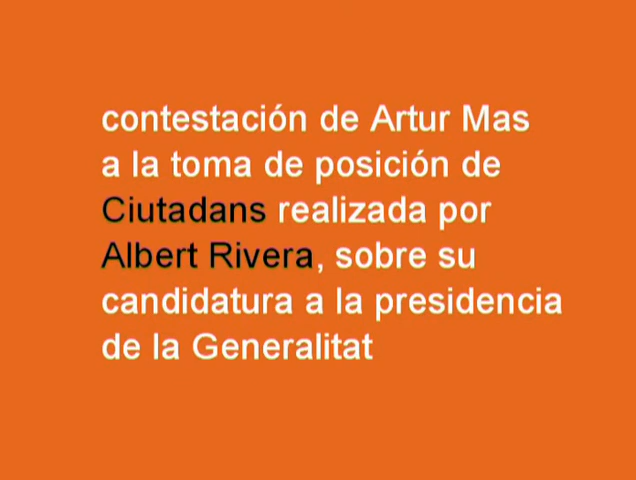 contestación de Artur Mas
a la toma de posición de
Ciutadans realizada por
Albert Rivera, sobre su
candidatura a la presidencia
de la Generalitat